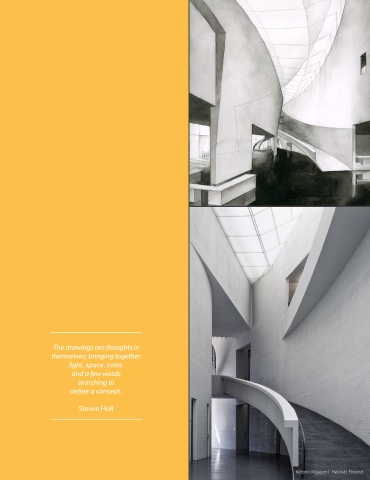 The drawings are thoughts in
themselves; bringing together
light, space, color,
and a few words
searching to
define a concept.
Steven Holl
Kiasma Museum | Helsinki, Finland